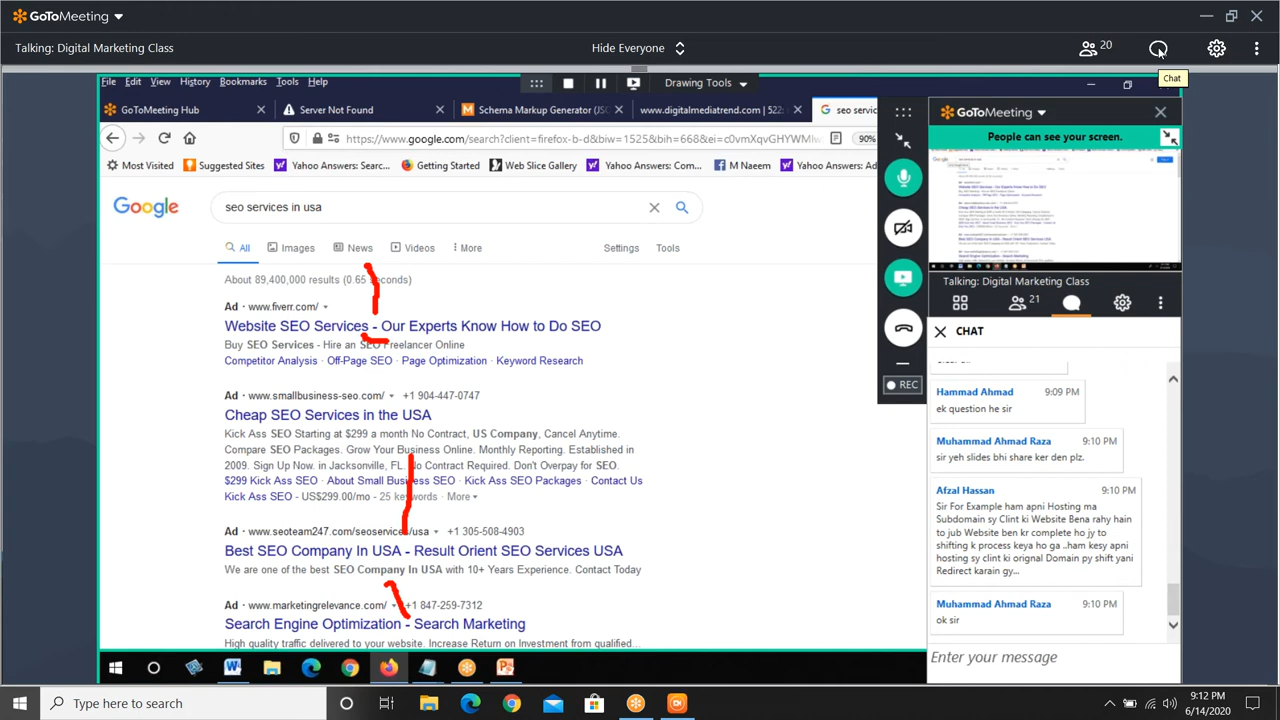 GoToMeeting
Talking: Digital Marketing Class
Hide Everyone
20
Chat
File Edit View History Bookmarks Tools Help
Drawing Tools
GoToMeeting Hub
Server Not Found
Schema Markup Generator (JSO
www.digitalmediatrend.com | 522:
seo servic
https://www.google.com/search?client=firefox-b-d&biw=1525&bih=668&ei=c0vmXqvGHYWMlw
90%
Most Visited
Suggested Sites
Yahoo Answers: Pak...
Getting Started
Web Slice Gallery
Yahoo Answers: Com...
M Naeem
Yahoo Answers: Ad
Google
seo
All
News
Videos
More
Settings
Tools
Ad · www.fiverr.com/
Website SEO Services - Our Experts Know How to Do SEO
Buy SEO Services - Hire an SEO Freelancer Online
Competitor Analysis · Off-Page SEO · Page Optimization · Keyword Research
Ad · www.business-seo.com/ +1 904-447-0747
Cheap SEO Services in the USA
Kick Ass SEO Starting at $299 a month No Contract, US Company, Cancel Anytime.
Compare SEO Packages. Grow Your Business Online. Monthly Reporting. Established in
2009. Sign Up Now. in Jacksonville, FL. No Contract Required. Don't Overpay for SEO.
$299 Kick Ass SEO · About Small Business SEO · Kick Ass SEO Packages · Contact Us
Kick Ass SEO - US$299.00/mo - 25 keywords · More
Ad · www.seoteam247.com/seoservices/usa +1 305-508-4903
Best SEO Company In USA - Result Orient SEO Services USA
We are one of the best SEO Company In USA with 10+ Years Experience. Contact Today
Ad · www.marketingrelevance.com/ +1 847-259-7312
Search Engine Optimization - Search Marketing
High quality traffic delivered to your website. Increase Return on Investment from qualified...
GoToMeeting
People can see your screen.
Talking: Digital Marketing Class
21
REC
CHAT
Hammad Ahmad 9:09 PM
ek question he sir
Muhammad Ahmad Raza 9:10 PM
sir yeh slides bhi share ker den plz.
Afzal Hassan 9:10 PM
Sir For Example ham apni Hosting ma
Subdomain sy Clint ki Website Bena rahy hain
to jub Website ben kr complete ho jy to
shifting k process keya ho ga ..ham kesy apni
hosting sy clint ki orignal Domain py shift yani
Redirect karain gy...
Muhammad Ahmad Raza 9:10 PM
ok sir
Enter your message
Type here to search
9:12 PM
6/14/2020